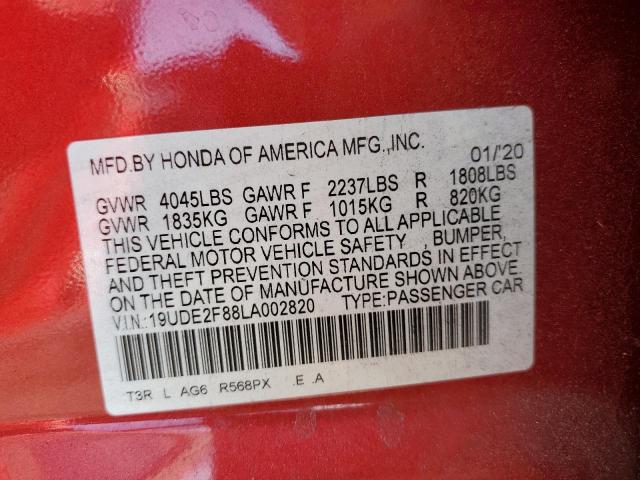 MFD.BY HONDA OF AMERICA MFG.,INC. 01/'20
GVWR 4045LBS GAWR F 2237LBS R 1808LBS
GVWR 1835KG GAWR F 1015KG R 820KG
THIS VEHICLE CONFORMS TO ALL APPLICABLE
FEDERAL MOTOR VEHICLE SAFETY , BUMPER,
AND THEFT PREVENTION STANDARDS IN EFFECT
ON THE DATE OF MANUFACTURE SHOWN ABOVE.
V.I.N.: 19UDE2F88LA002820 TYPE:PASSENGER CAR
T3R L AG6 R568PX .E .A